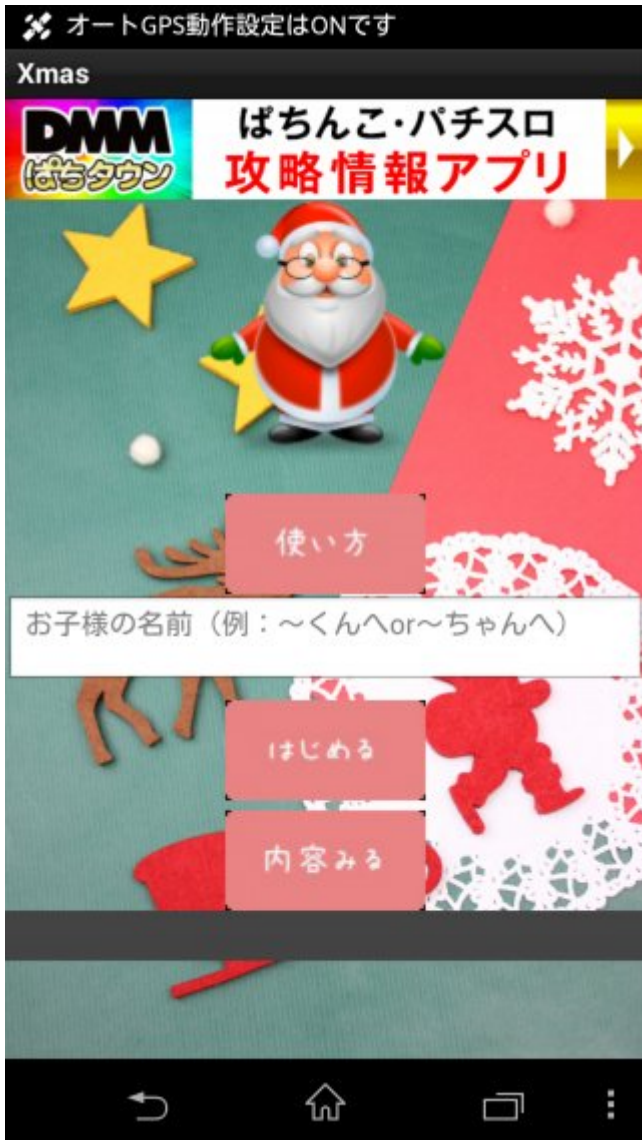 オートGPS動作設定はONです
Xmas
DMM
ぱちタウン
ぱちんこ・パチスロ
攻略情報アプリ
使い方
お子様の名前（例：～くんへor～ちゃんへ）
はじめる
内容みる